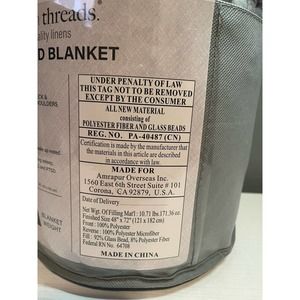 threads.
ality linens
D BLANKET
UNDER PENALTY OF LAW
THIS TAG NOT TO BE REMOVED
EXCEPT BY THE CONSUMER
ALL NEW MATERIAL
consisting of
POLYESTER FIBER AND GLASS BEADS
REG. NO. PA-40487 (CN)
Certification is made by the manufacturer that
the materials in this article are described
in accordance with law.
MADE FOR
Amrapur Overseas Inc.
1560 East 6th Street Suite # 101
Corona, CA 92879, U.S.A.
Date of Delivery
Net Wgt. Of Filling Mat'l : 10.71 lbs./171.36 oz.
Finished Size 48" x 72" (121 x 182 cm)
Front : 100% Polyester
Reverse : 100% Polyester Microfiber
Fill : 92% Glass Bead, 8% Polyester Fiber
Federal RN No. 64708
MADE IN CHINA
BLANKET
WEIGHT